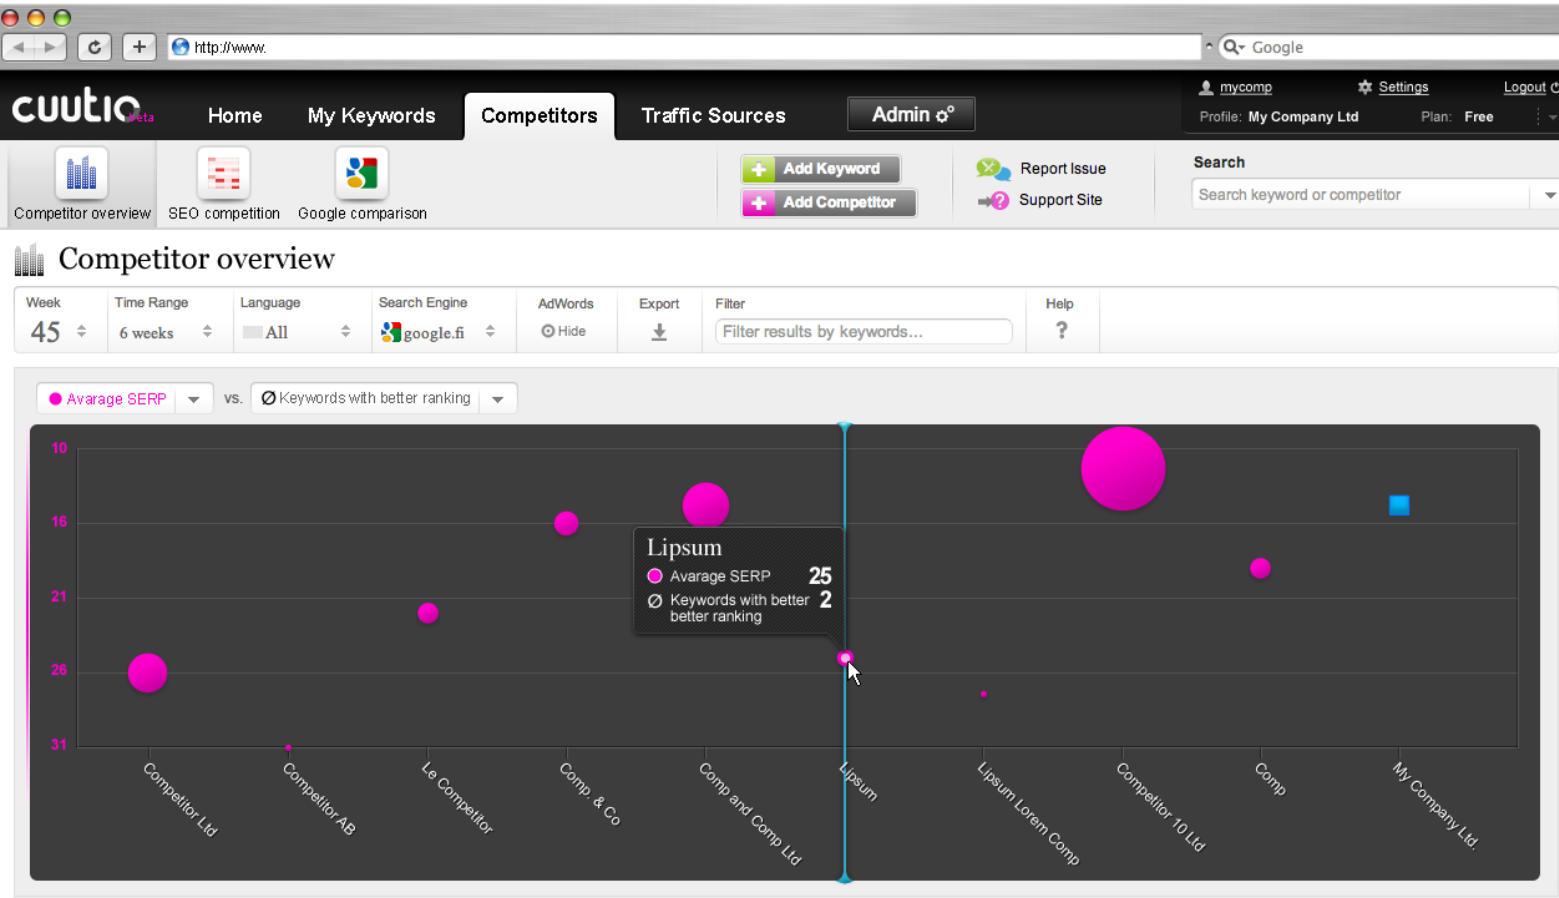 http://www.
Google
cuutio beta
Home
My Keywords
Competitors
Traffic Sources
Admin
mycomp
Settings
Logout
Profile: My Company Ltd
Plan: Free
Competitor overview
SEO competition
Google comparison
Add Keyword
Add Competitor
Report Issue
Support Site
Search
Search keyword or competitor
Competitor overview
Week
45
Time Range
6 weeks
Language
All
Search Engine
google.fi
AdWords
Hide
Export
Filter
Filter results by keywords...
Help
?
Avarage SERP
vs.
Ø Keywords with better ranking
10
16
21
26
31
Lipsum
Avarage SERP 25
Ø Keywords with better 2
better ranking
Competitor Ltd
Competitor AB
Le Competitor
Comp. & Co
Comp and Comp Ltd
Lipsum
Lipsum Lorem Comp
Competitor 10 Ltd
Comp
My Company Ltd.